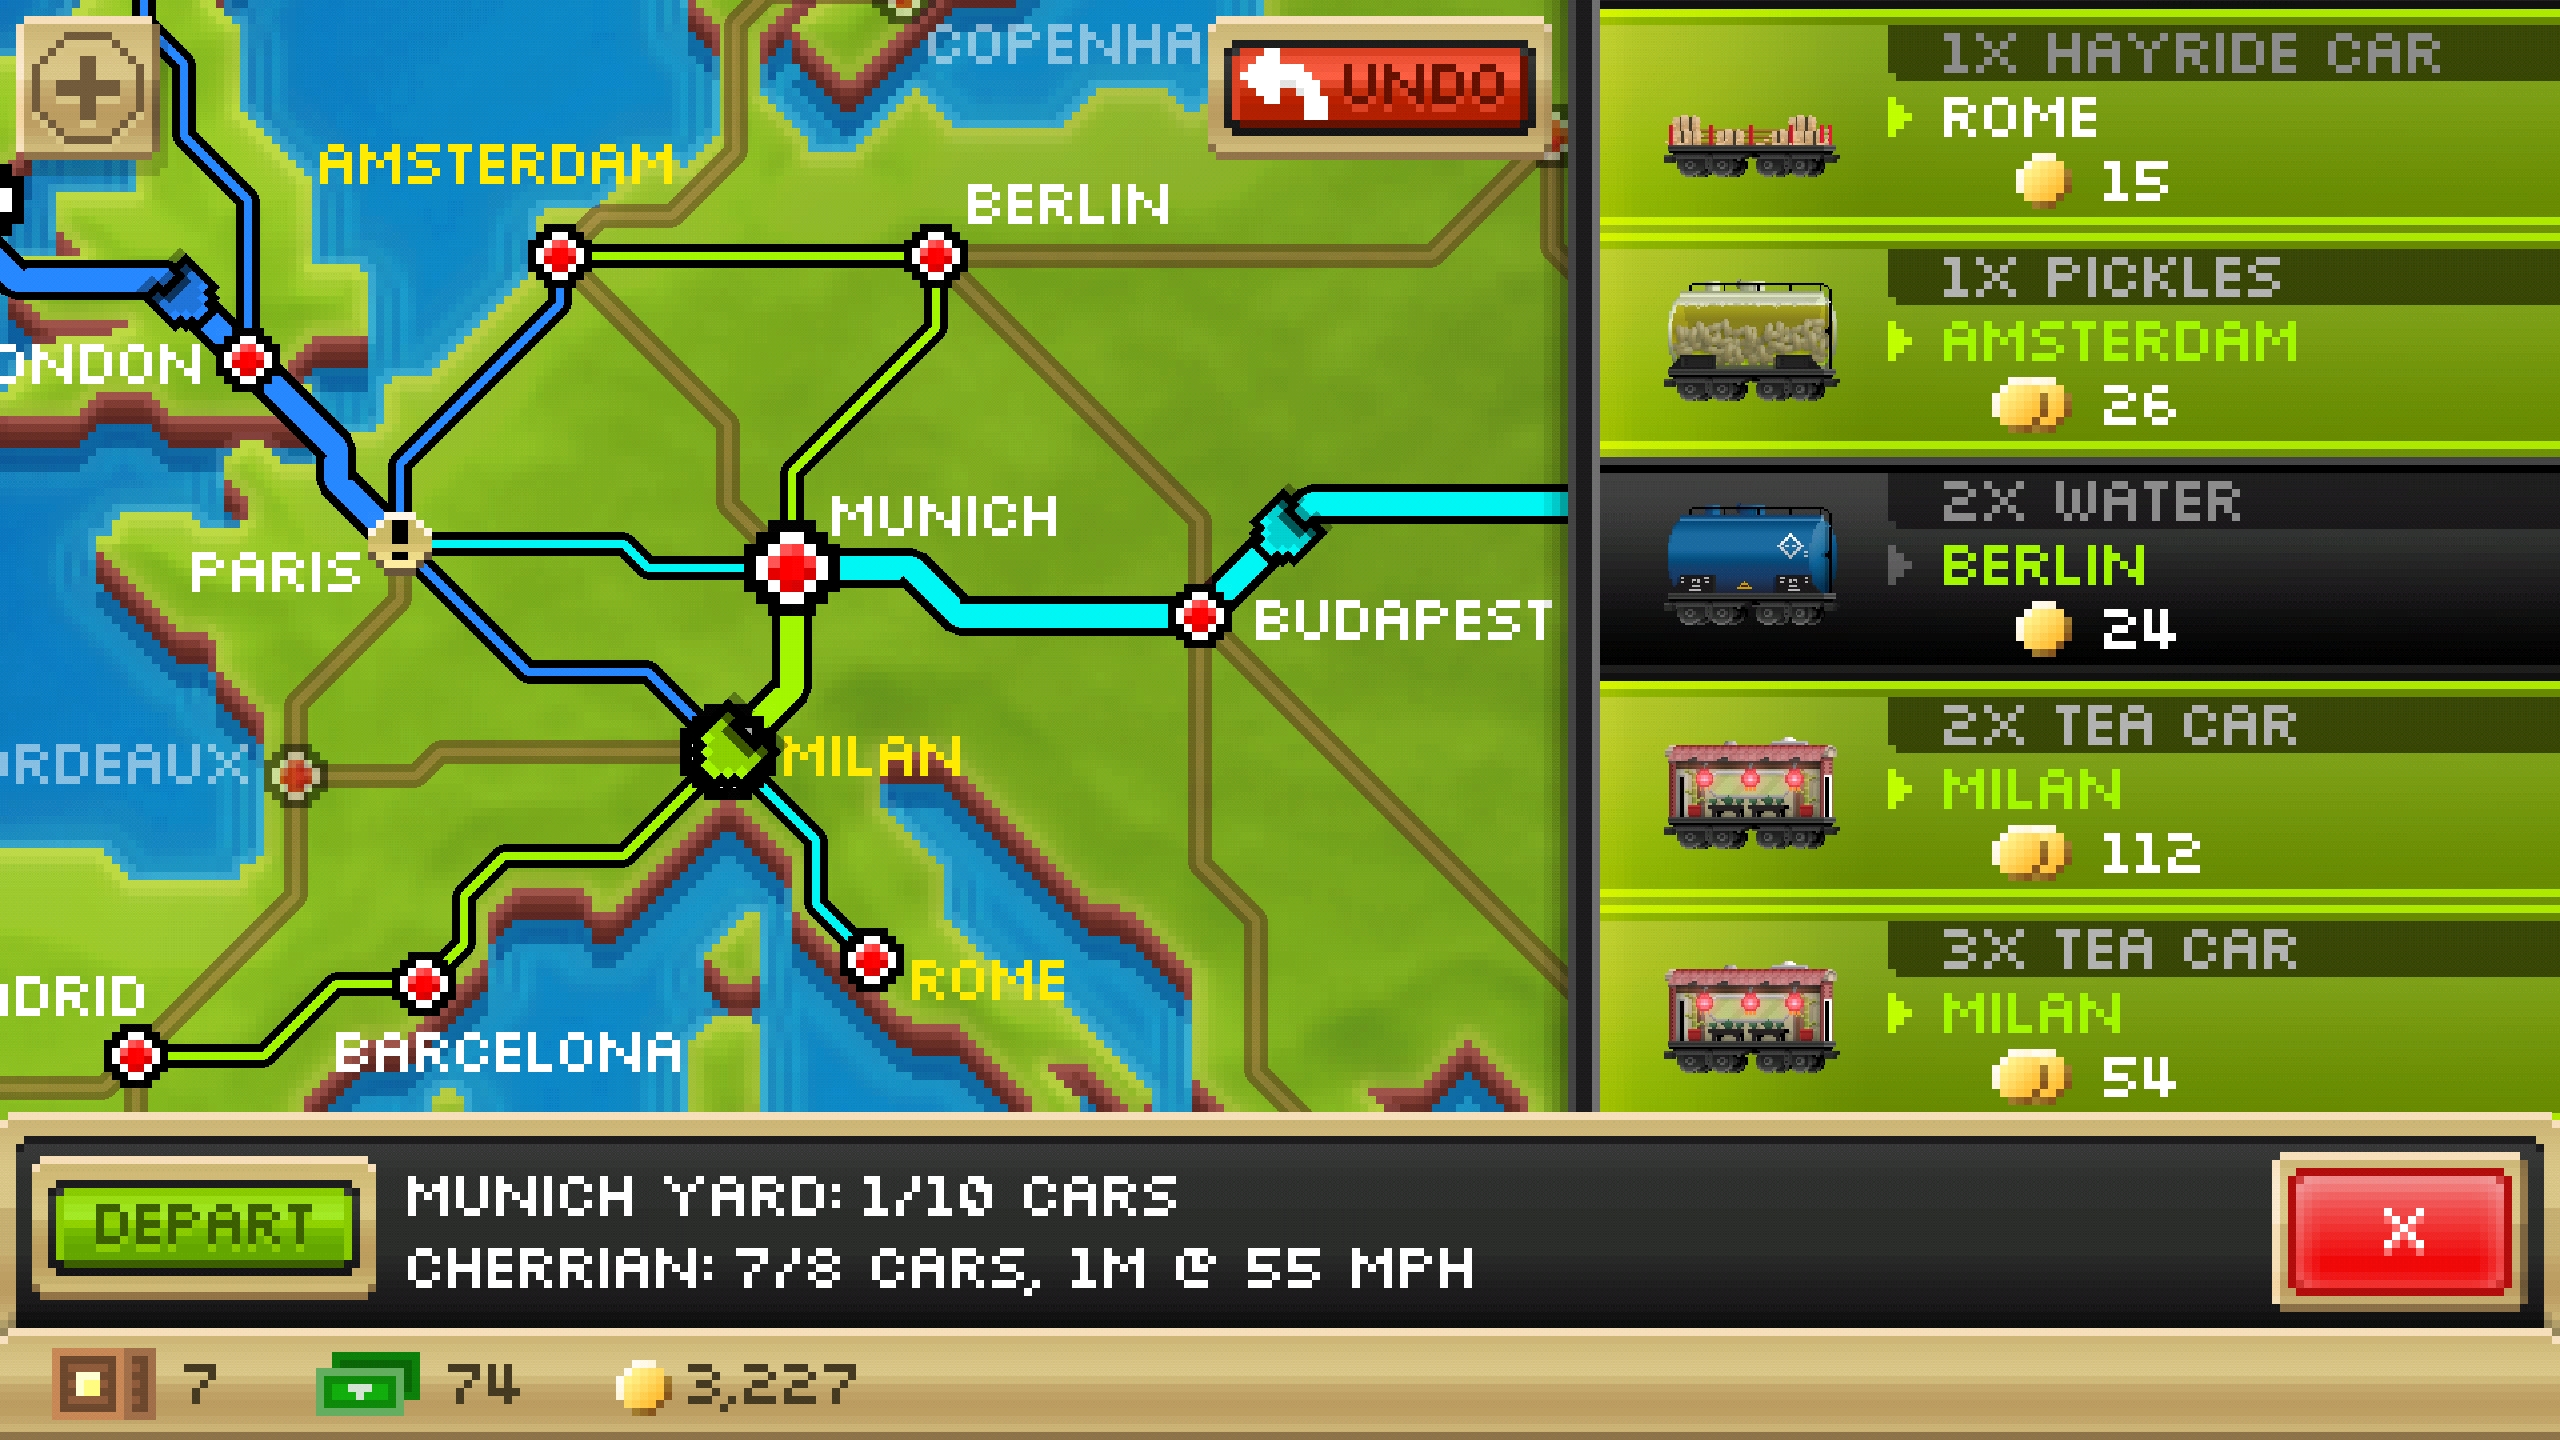 COPENHA
UNDO
AMSTERDAM
BERLIN
ONDON
MUNICH
PARIS
BUDAPEST
ORDEAUX
MILAN
ROME
ADRID
BARCELONA
1X HAYRIDE CAR
ROME
15
1X PICKLES
AMSTERDAM
26
2X WATER
BERLIN
24
2X TEA CAR
MILAN
112
3X TEA CAR
MILAN
54
DEPART
MUNICH YARD: 1/10 CARS
CHERRIAN: 7/8 CARS, 1M @ 55 MPH
X
7
74
3,227